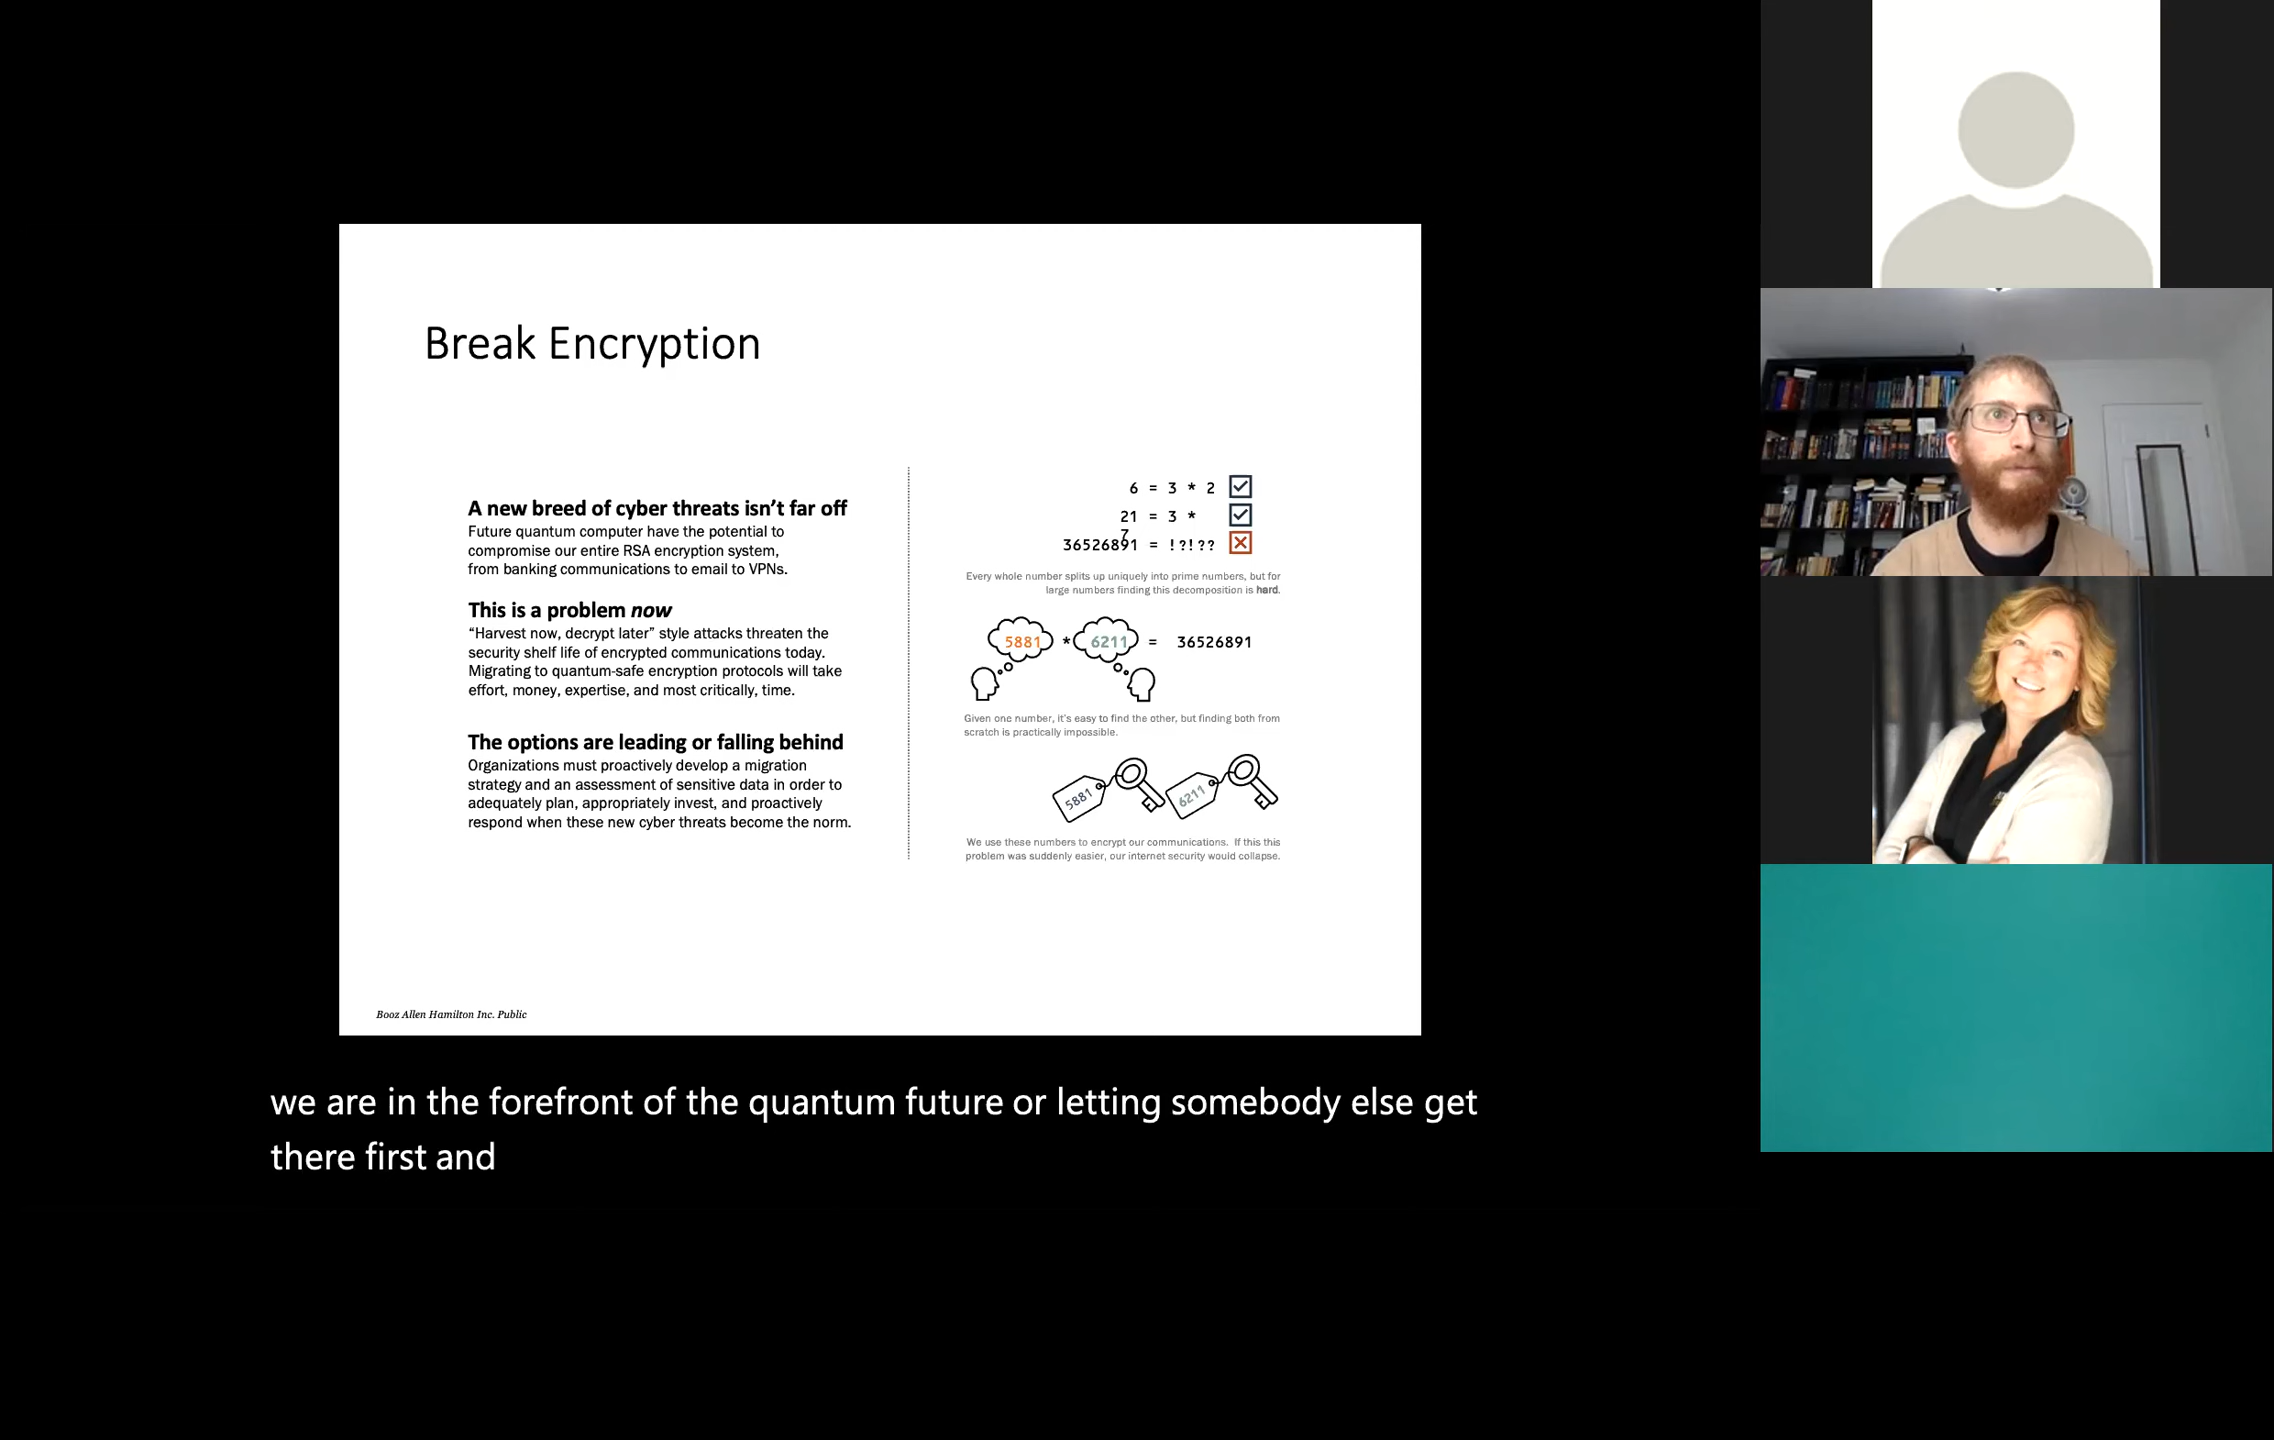 Break Encryption
A new breed of cyber threats isn't far off
Future quantum computer have the potential to
compromise our entire RSA encryption system,
from banking communications to email to VPNs.
This is a problem now
“Harvest now, decrypt later” style attacks threaten the
security shelf life of encrypted communications today.
Migrating to quantum-safe encryption protocols will take
effort, money, expertise, and most critically, time.
The options are leading or falling behind
Organizations must proactively develop a migration
strategy and an assessment of sensitive data in order to
adequately plan, appropriately invest, and proactively
respond when these new cyber threats become the norm.
6 = 3 * 2
21 = 3 *
7
36526891 = !?!??
Every whole number splits up uniquely into prime numbers, but for
large numbers finding this decomposition is hard.
5881 * 6211 = 36526891
Given one number, it's easy to find the other, but finding both from
scratch is practically impossible.
5881 6211
We use these numbers to encrypt our communications. If this this
problem was suddenly easier, our internet security would collapse.
Booz Allen Hamilton Inc. Public
we are in the forefront of the quantum future or letting somebody else get
there first and